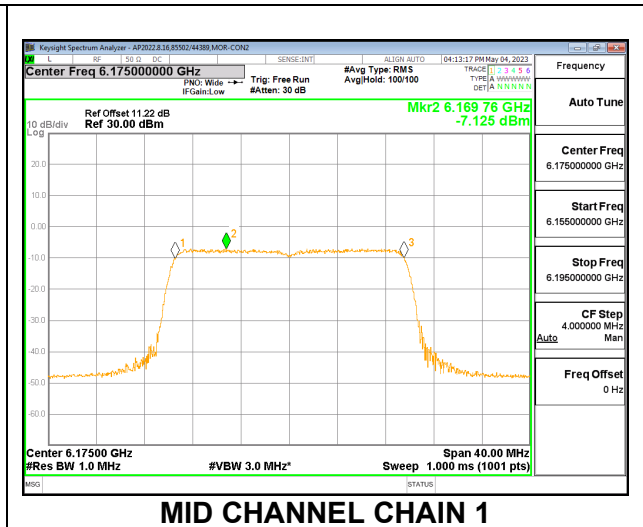 Keysight Spectrum Analyzer - AP2022.8.16,85502/44389,MOR-CON2
L RF 50 Ω DC SENSE:INT ALIGN AUTO 04:13:17 PM May 04, 2023
Center Freq 6.175000000 GHz
PNO: Wide
IFGain:Low
Trig: Free Run
#Atten: 30 dB
#Avg Type: RMS
Avg|Hold: 100/100
TRACE 1 2 3 4 5 6
TYPE A WWWWW
DET A N N N N N
Frequency
Mkr2 6.169 76 GHz
-7.125 dBm
Ref Offset 11.22 dB
10 dB/div Ref 30.00 dBm
Log
20.0
10.0
0.00
-10.0
-20.0
-30.0
-40.0
-50.0
-60.0
1
2
3
Center 6.17500 GHz Span 40.00 MHz
#Res BW 1.0 MHz #VBW 3.0 MHz* Sweep 1.000 ms (1001 pts)
MSG STATUS
Auto Tune
Center Freq
6.175000000 GHz
Start Freq
6.155000000 GHz
Stop Freq
6.195000000 GHz
CF Step
4.000000 MHz
Auto Man
Freq Offset
0 Hz
MID CHANNEL CHAIN 1